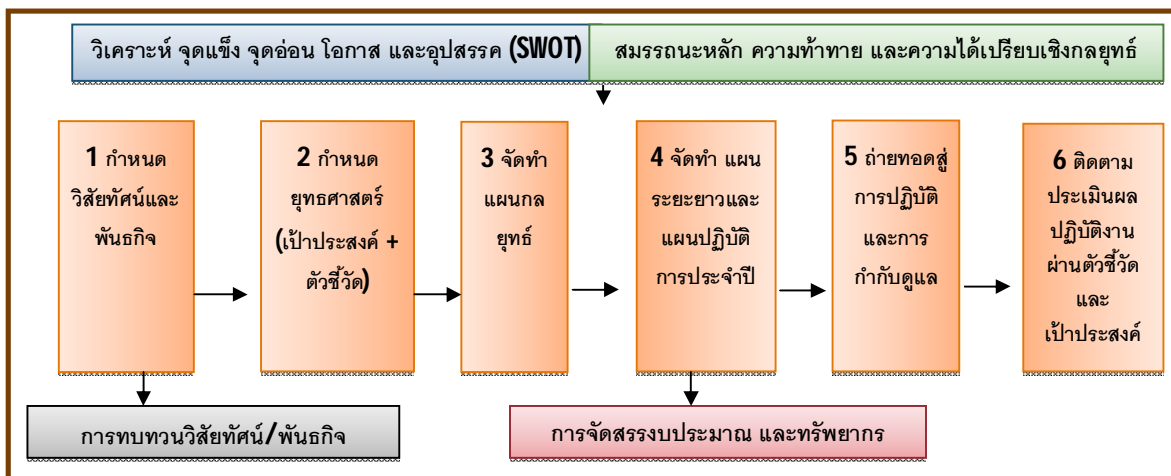 วิเคราะห์ จุดแข็ง จุดอ่อน โอกาส และอุปสรรค (SWOT)
สมรรถนะหลัก ความท้าทาย และความได้เปรียบเชิงกลยุทธ์
1 กำหนด
วิสัยทัศน์และ
พันธกิจ
2 กำหนด
ยุทธศาสตร์
(เป้าประสงค์ +
ตัวชี้วัด)
3 จัดทำ
แผนกล
ยุทธ์
4 จัดทำ แผน
ระยะยาวและ
แผนปฏิบัติ
การประจำปี
5 ถ่ายทอดสู่
การปฏิบัติ
และการ
กำกับดูแล
6 ติดตาม
ประเมินผล
ปฏิบัติงาน
ผ่านตัวชี้วัด
และ
เป้าประสงค์
การทบทวนวิสัยทัศน์/พันธกิจ
การจัดสรรงบประมาณ และทรัพยากร